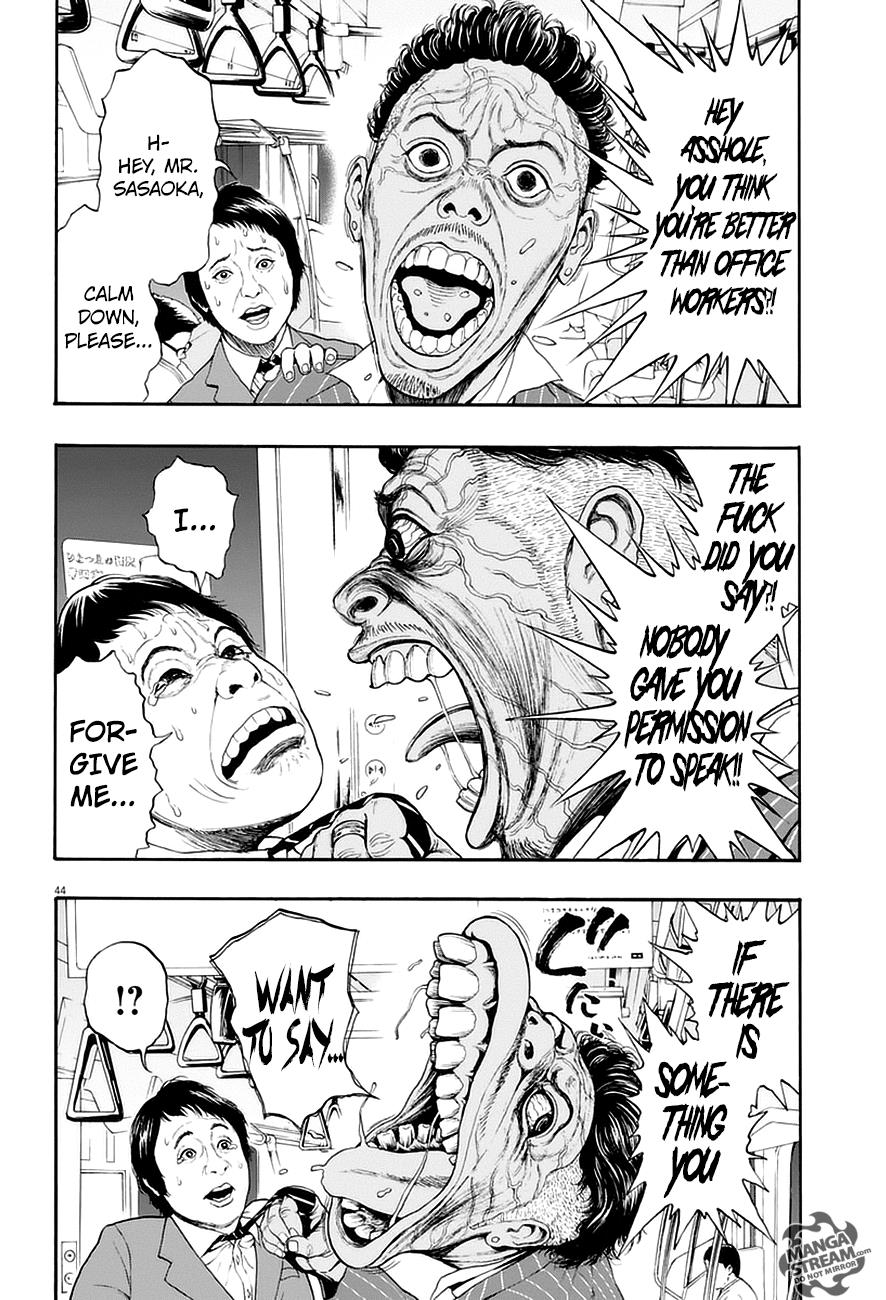 HEY
ASSHOLE,
YOU THINK
YOU'RE BETTER
THAN OFFICE
WORKERS?!
H-
HEY, MR.
SASAOKA,
CALM
DOWN,
PLEASE...
THE
FUCK
DID YOU
SAY?!
NOBODY
GAVE YOU
PERMISSION
TO SPEAK!!
I...
FOR-
GIVE
ME...
44
IF
THERE
IS
SOME-
THING YOU
WANT
TO SAY....
!?
MANGA
STREAM.com
DO NOT MIRROR!